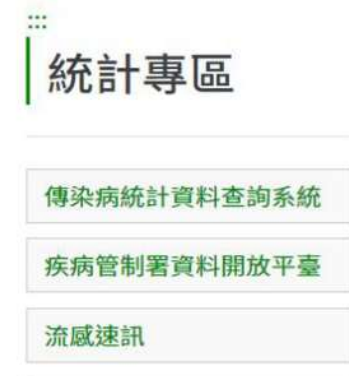 統計專區
傳染病統計資料查詢系統
疾病管制署資料開放平臺
流感速訊